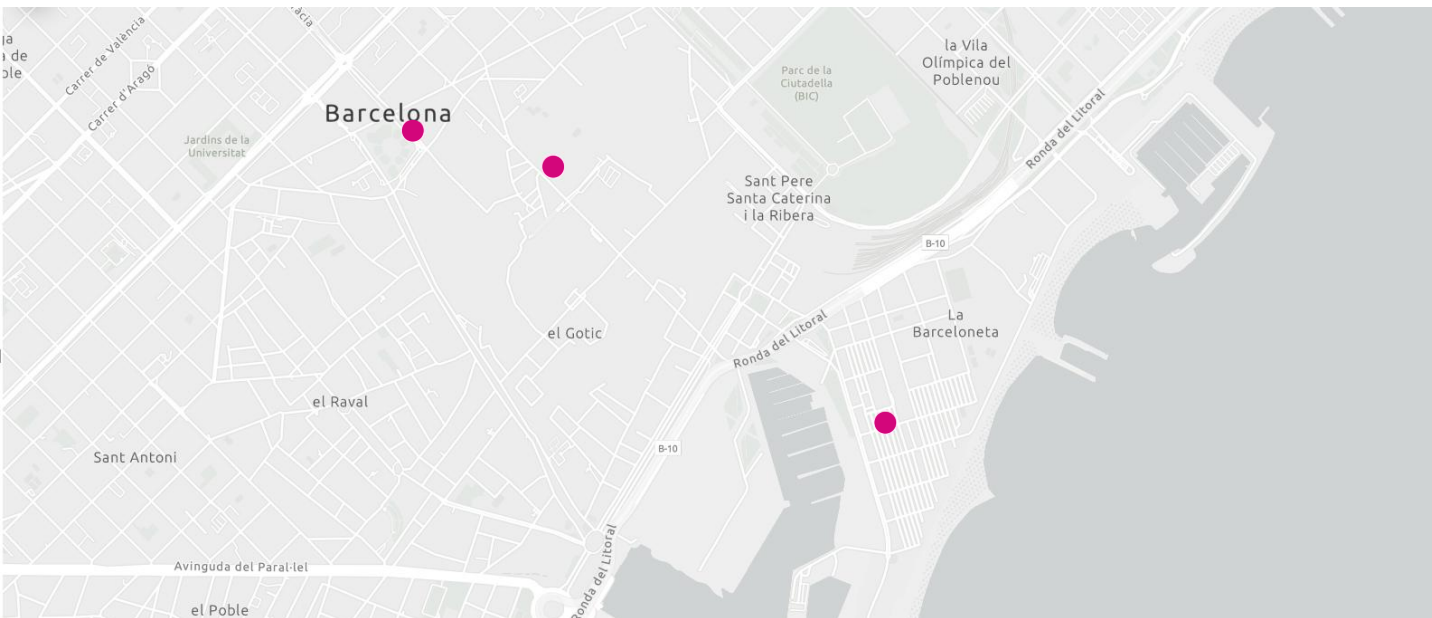 Carrer de València
Carrer d'Aragó
Jardins de la
Universitat
Barcelona
Parc de la
Ciutadella
(BIC)
la Vila
Olímpica del
Poblenou
Ronda del Litoral
Sant Pere
Santa Caterina
i la Ribera
B-10
La
Barceloneta
Ronda del Litoral
el Gotic
el Raval
B-10
Sant Antoni
Avinguda del Paral·lel
Ronda del Litoral
el Poble